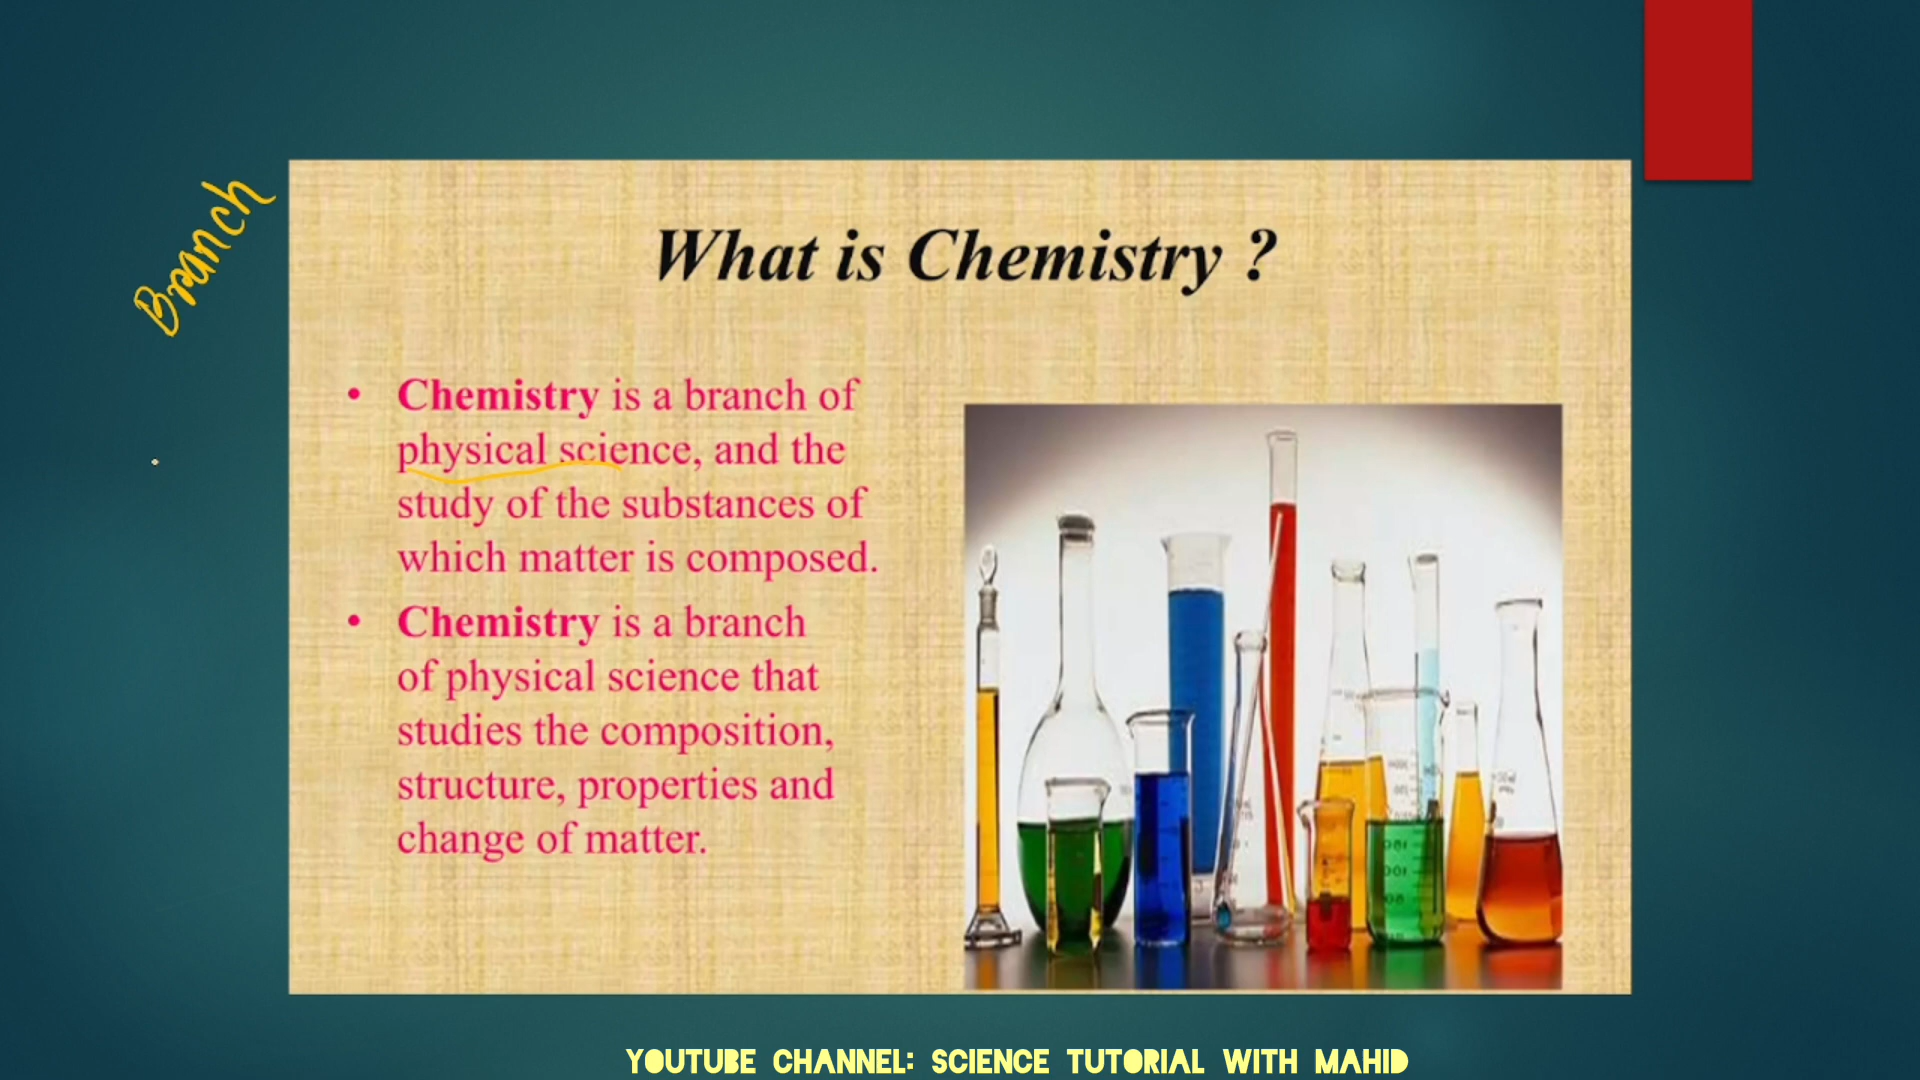 Branch
What is Chemistry ?
• Chemistry is a branch of
physical science, and the
study of the substances of
which matter is composed.
• Chemistry is a branch
of physical science that
studies the composition,
structure, properties and
change of matter.
YOUTUBE CHANNEL: SCIENCE TUTORIAL WITH MAHID